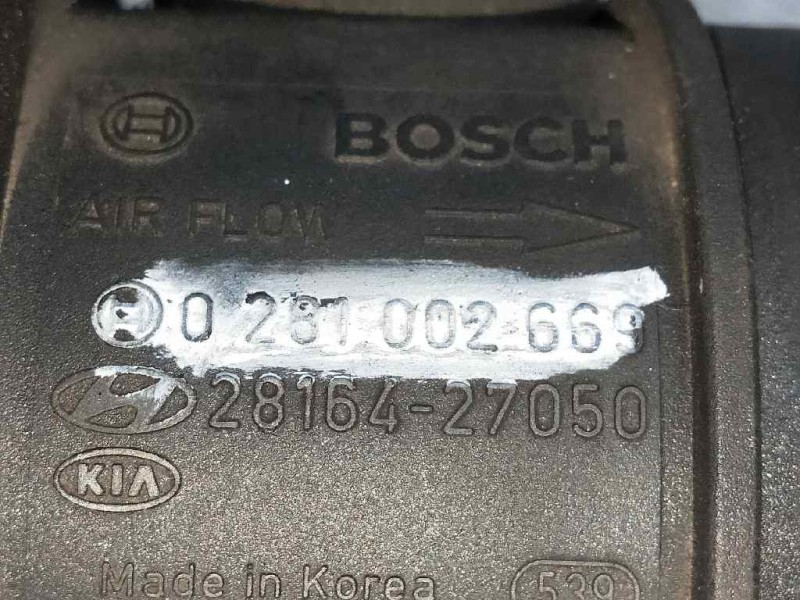 BOSCH
AIR FLOW
0 281 002 669
28164-27050
KIA
Made in Korea 539